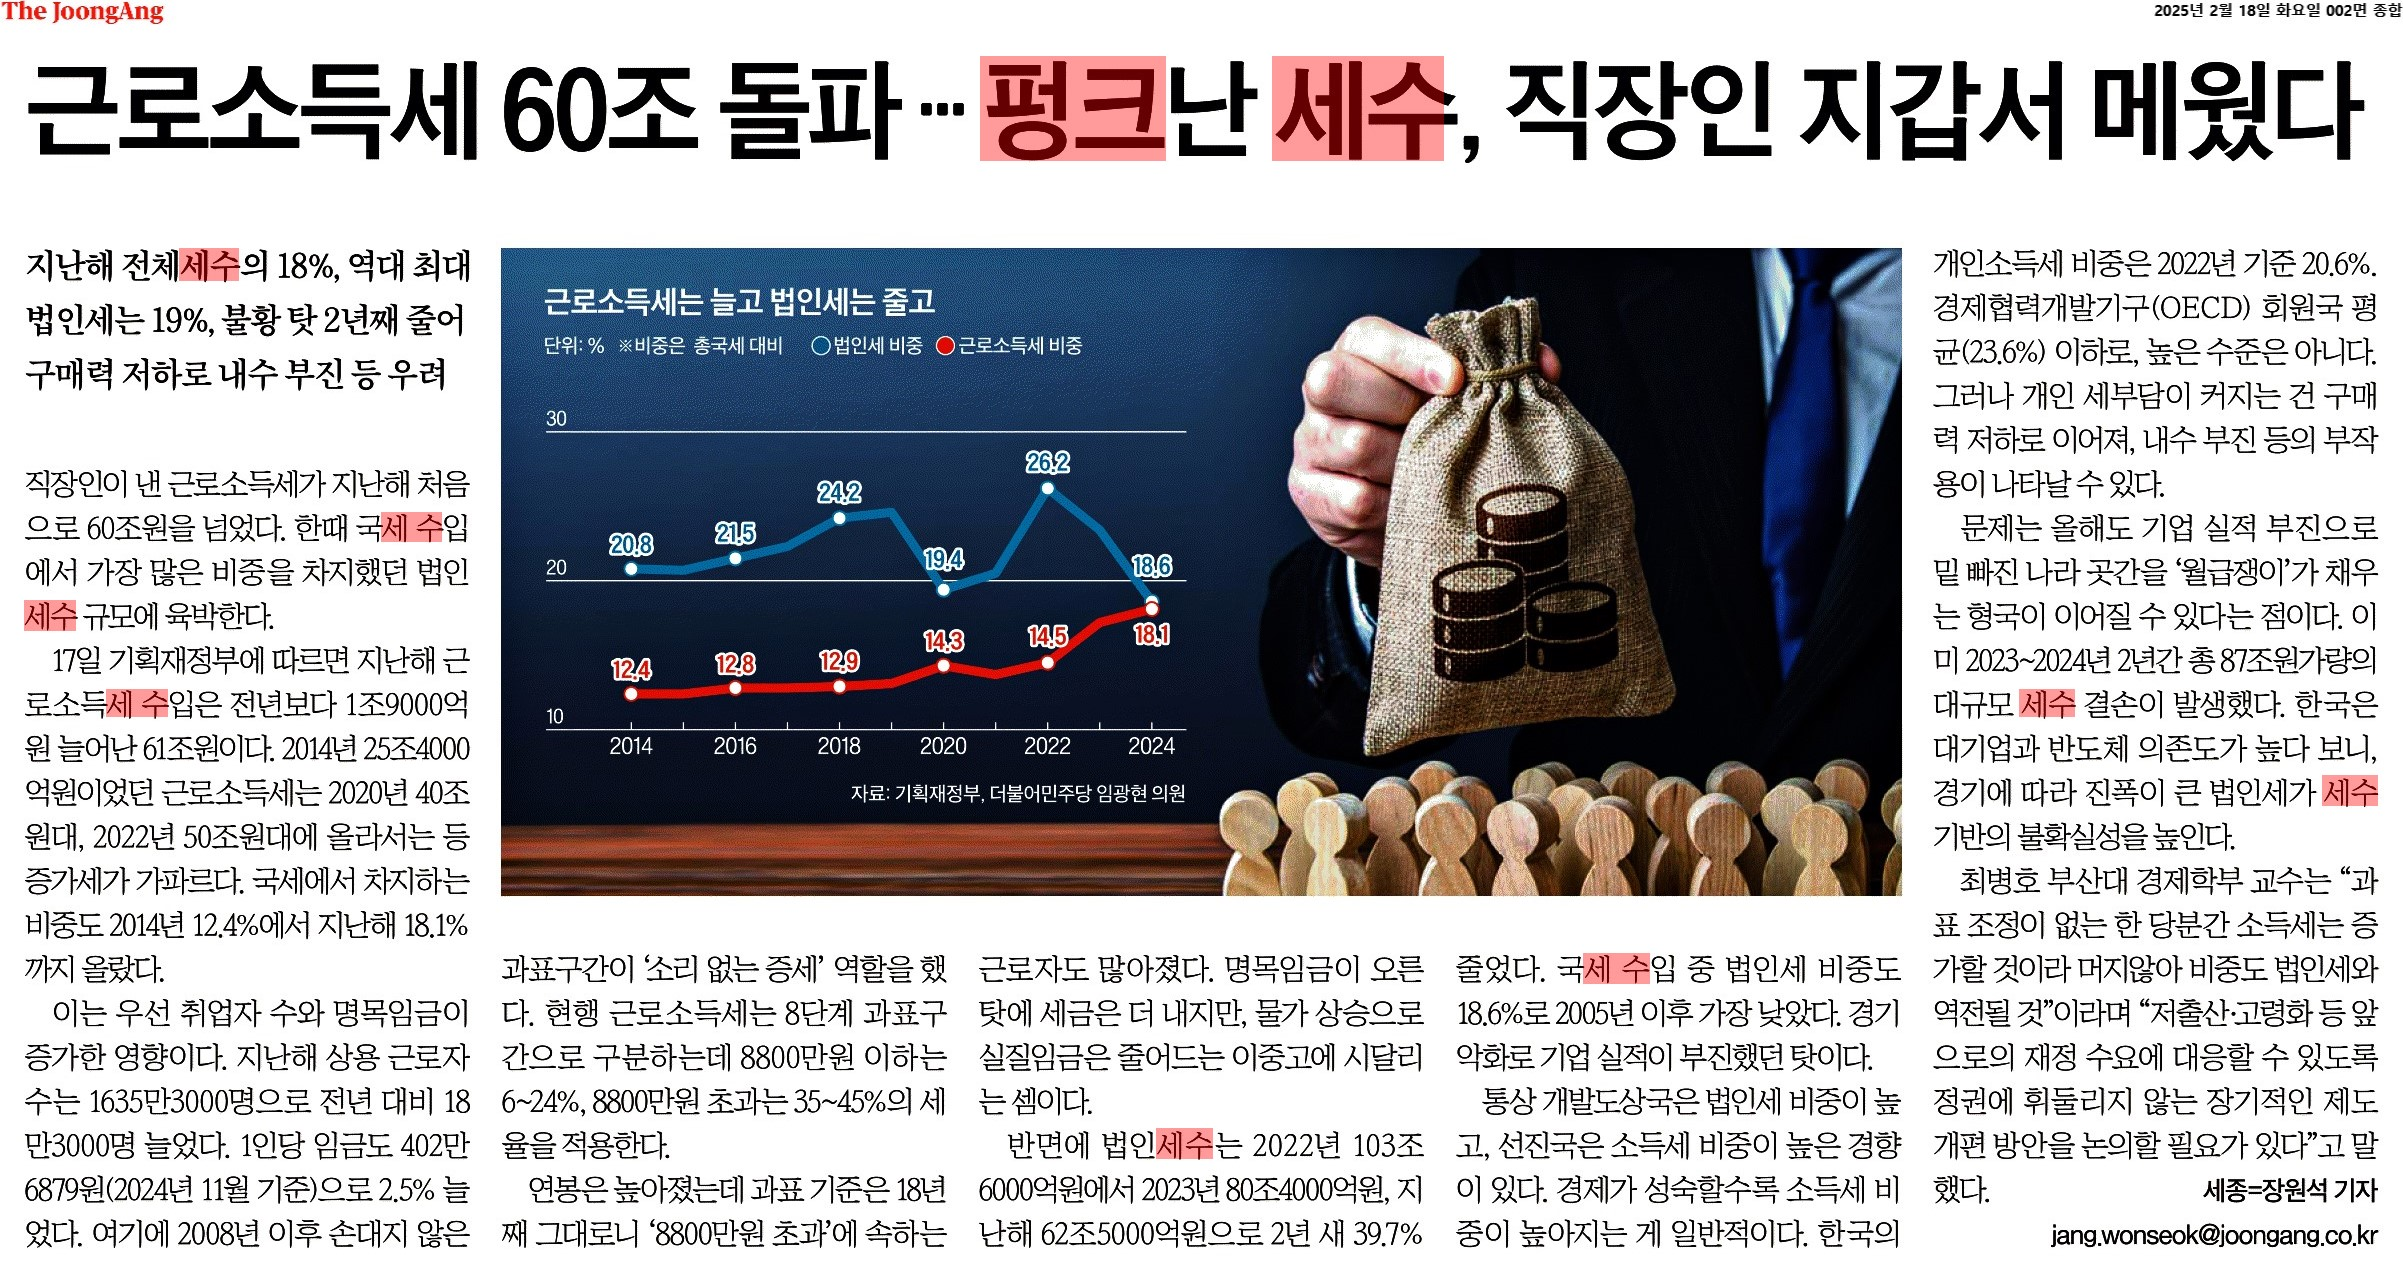 The JoongAng
2025년 2월 18일 화요일 002면 종합
근로소득세 60조 돌파 … 펑크난 세수, 직장인 지갑서 메웠다
지난해 전체세수의 18%, 역대 최대
법인세는 19%, 불황 탓 2년째 줄어
구매력 저하로 내수 부진 등 우려
직장인이 낸 근로소득세가 지난해 처음
으로 60조원을 넘었다. 한때 국세 수입
에서 가장 많은 비중을 차지했던 법인
세수 규모에 육박한다.
17일 기획재정부에 따르면 지난해 근
로소득세 수입은 전년보다 1조9000억
원 늘어난 61조원이다. 2014년 25조4000
억원이었던 근로소득세는 2020년 40조
원대, 2022년 50조원대에 올라서는 등
증가세가 가파르다. 국세에서 차지하는
비중도 2014년 12.4%에서 지난해 18.1%
까지 올랐다.
이는 우선 취업자 수와 명목임금이
증가한 영향이다. 지난해 상용 근로자
수는 1635만3000명으로 전년 대비 18
만3000명 늘었다. 1인당 임금도 402만
6879원(2024년 11월 기준)으로 2.5% 늘
었다. 여기에 2008년 이후 손대지 않은
근로소득세는 늘고 법인세는 줄고
단위: % ※비중은 총국세 대비 법인세 비중 근로소득세 비중
30
26.2
24.2
21.5
20.8
19.4
18.6
20
14.3
14.5
18.1
12.4
12.8
12.9
10
2014 2016 2018 2020 2022 2024
자료: 기획재정부, 더불어민주당 임광현 의원
과표구간이 ‘소리 없는 증세’ 역할을 했
다. 현행 근로소득세는 8단계 과표구
간으로 구분하는데 8800만원 이하는
6~24%, 8800만원 초과는 35~45%의 세
율을 적용한다.
연봉은 높아졌는데 과표 기준은 18년
째 그대로니 ‘8800만원 초과’에 속하는
근로자도 많아졌다. 명목임금이 오른
탓에 세금은 더 내지만, 물가 상승으로
실질임금은 줄어드는 이중고에 시달리
는 셈이다.
반면에 법인세수는 2022년 103조
6000억원에서 2023년 80조4000억원, 지
난해 62조5000억원으로 2년 새 39.7%
줄었다. 국세 수입 중 법인세 비중도
18.6%로 2005년 이후 가장 낮았다. 경기
악화로 기업 실적이 부진했던 탓이다.
통상 개발도상국은 법인세 비중이 높
고, 선진국은 소득세 비중이 높은 경향
이 있다. 경제가 성숙할수록 소득세 비
중이 높아지는 게 일반적이다. 한국의
개인소득세 비중은 2022년 기준 20.6%.
경제협력개발기구(OECD) 회원국 평
균(23.6%) 이하로, 높은 수준은 아니다.
그러나 개인 세부담이 커지는 건 구매
력 저하로 이어져, 내수 부진 등의 부작
용이 나타날 수 있다.
문제는 올해도 기업 실적 부진으로
밑 빠진 나라 곳간을 ‘월급쟁이’가 채우
는 형국이 이어질 수 있다는 점이다. 이
미 2023~2024년 2년간 총 87조원가량의
대규모 세수 결손이 발생했다. 한국은
대기업과 반도체 의존도가 높다 보니,
경기에 따라 진폭이 큰 법인세가 세수
기반의 불확실성을 높인다.
최병호 부산대 경제학부 교수는 “과
표 조정이 없는 한 당분간 소득세는 증
가할 것이라 머지않아 비중도 법인세와
역전될 것”이라며 “저출산·고령화 등 앞
으로의 재정 수요에 대응할 수 있도록
정권에 휘둘리지 않는 장기적인 제도
개편 방안을 논의할 필요가 있다”고 말
했다. 세종=장원석 기자
jang.wonseok@joongang.co.kr